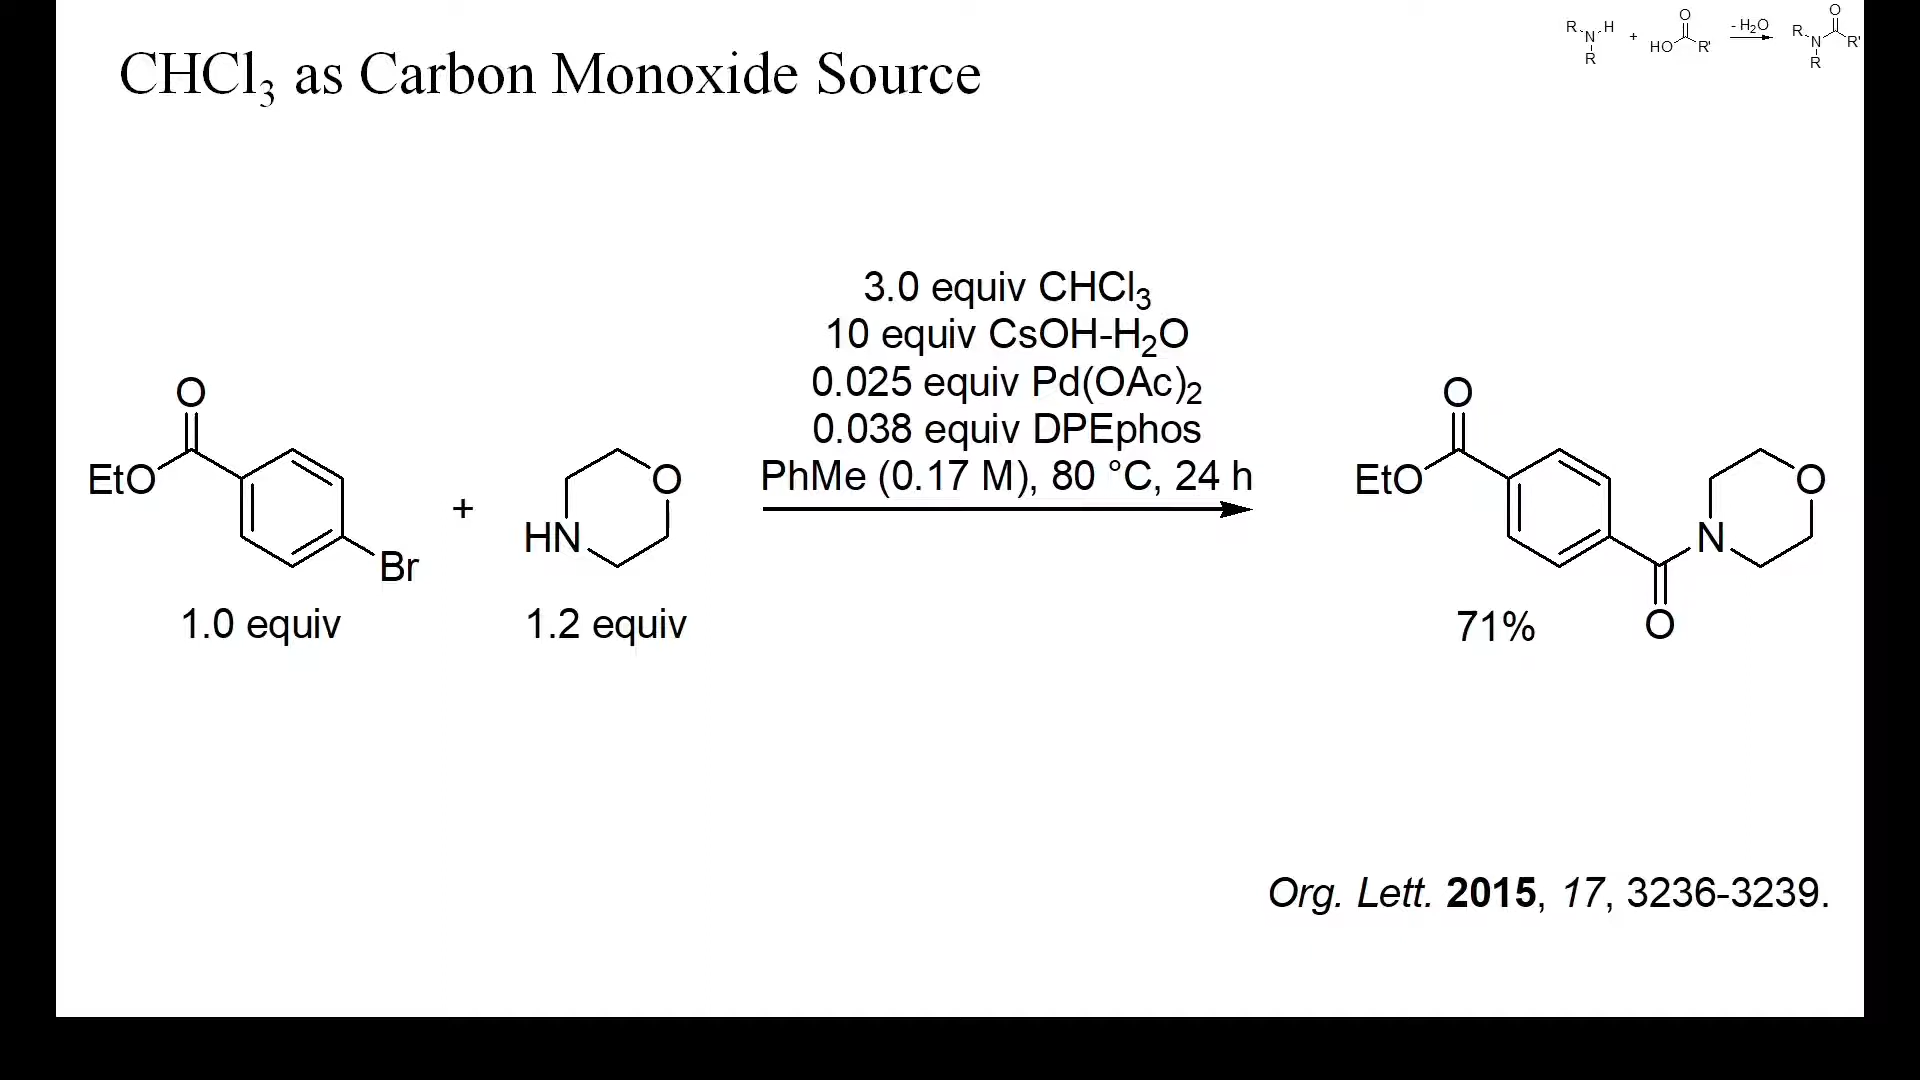 CHCl₃ as Carbon Monoxide Source
R N H R + HO O R' - H₂O R N O R' R
3.0 equiv CHCl₃
10 equiv CsOH-H₂O
0.025 equiv Pd(OAc)₂
0.038 equiv DPEphos
PhMe (0.17 M), 80 °C, 24 h
O EtO Br + HN O
O EtO N O O
1.0 equiv 1.2 equiv 71%
Org. Lett. 2015, 17, 3236-3239.